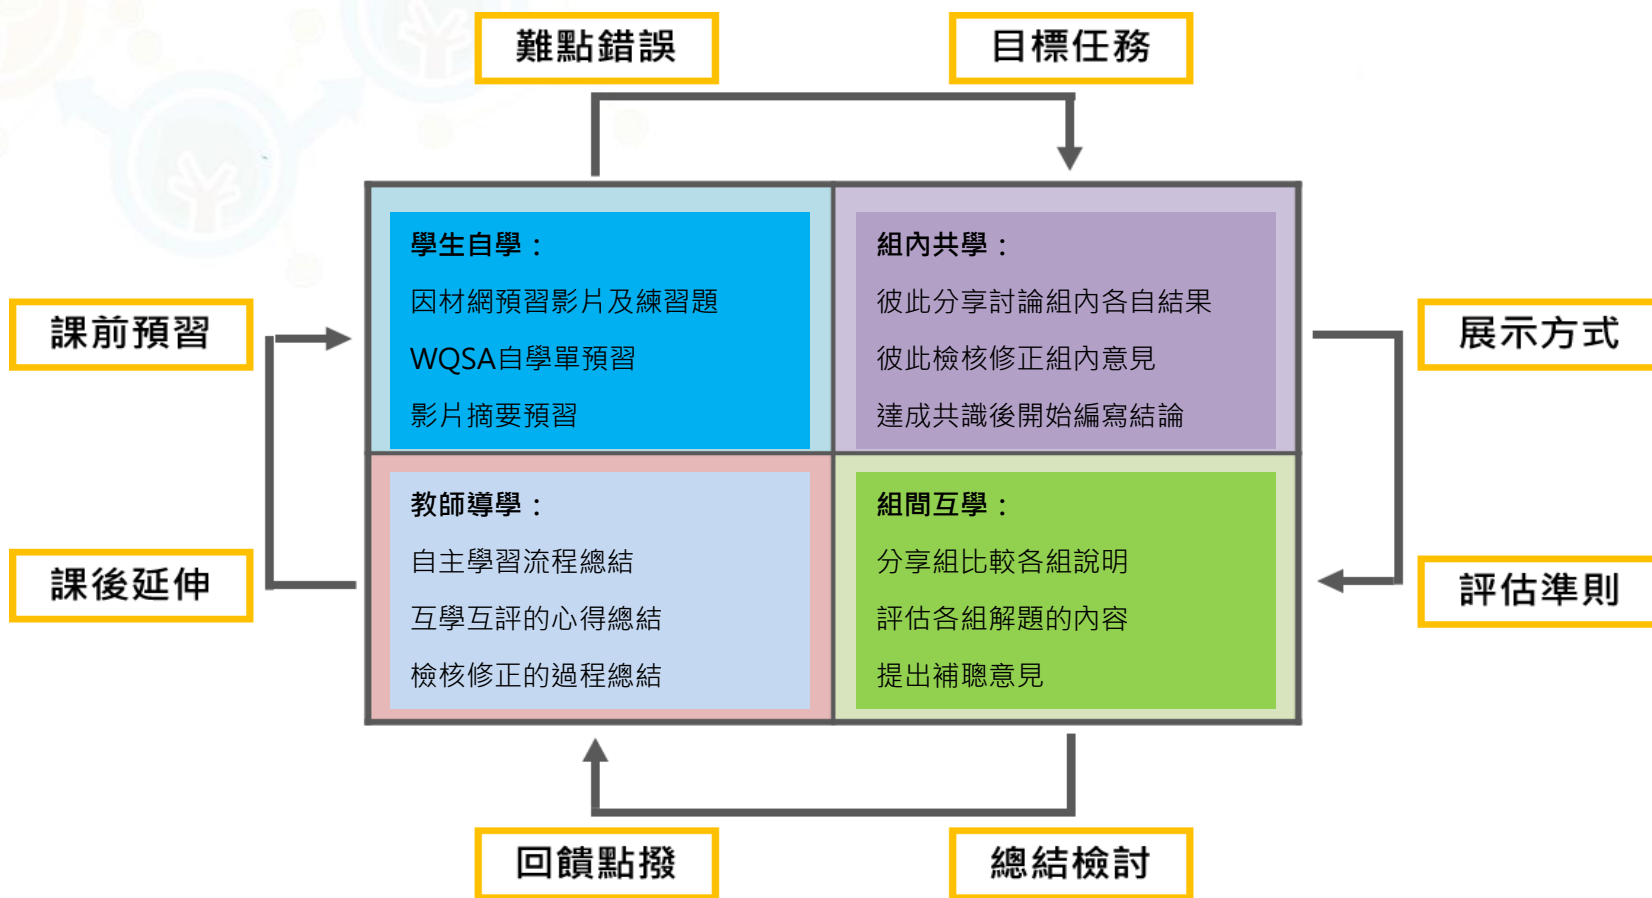 難點錯誤
目標任務
學生自學：
因材網預習影片及練習題
WQSA自學單預習
影片摘要預習
組內共學：
彼此分享討論組內各自結果
彼此檢核修正組內意見
達成共識後開始編寫結論
課前預習
展示方式
教師導學：
自主學習流程總結
互學互評的心得總結
檢核修正的過程總結
組間互學：
分享組比較各組說明
評估各組解題的內容
提出補聰意見
課後延伸
評估準則
回饋點撥
總結檢討